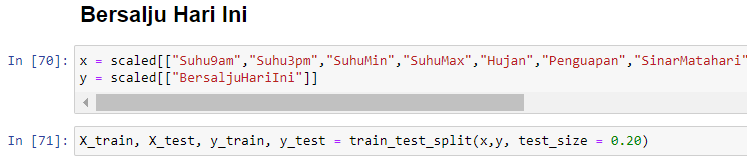 Bersalju Hari Ini
In [70]: x = scaled[["Suhu9am","Suhu3pm","SuhuMin","SuhuMax","Hujan","Penguapan","SinarMatahari"
y = scaled[["BersaljuHariIni"]]
In [71]: X_train, X_test, y_train, y_test = train_test_split(x,y, test_size = 0.20)